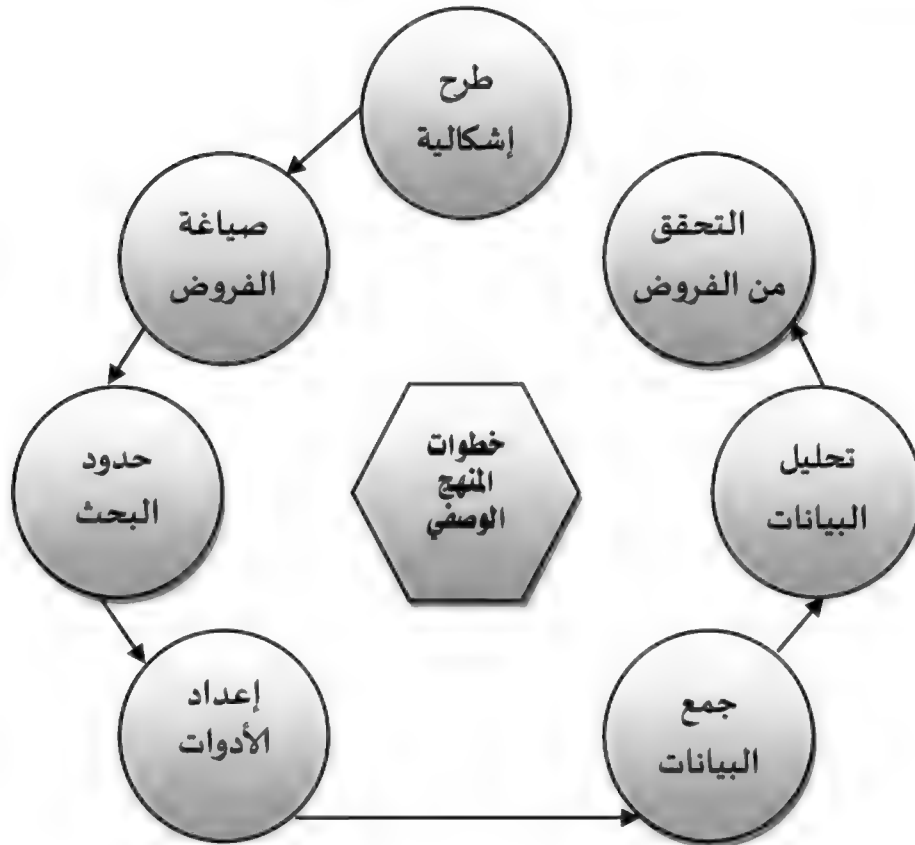 طرح
إشكالية
صياغة
الفروض
حدود
البحث
إعداد
الأدوات
جمع
البيانات
تحليل
البيانات
التحقق
من الفروض
خطوات
المنهج
الوصفي